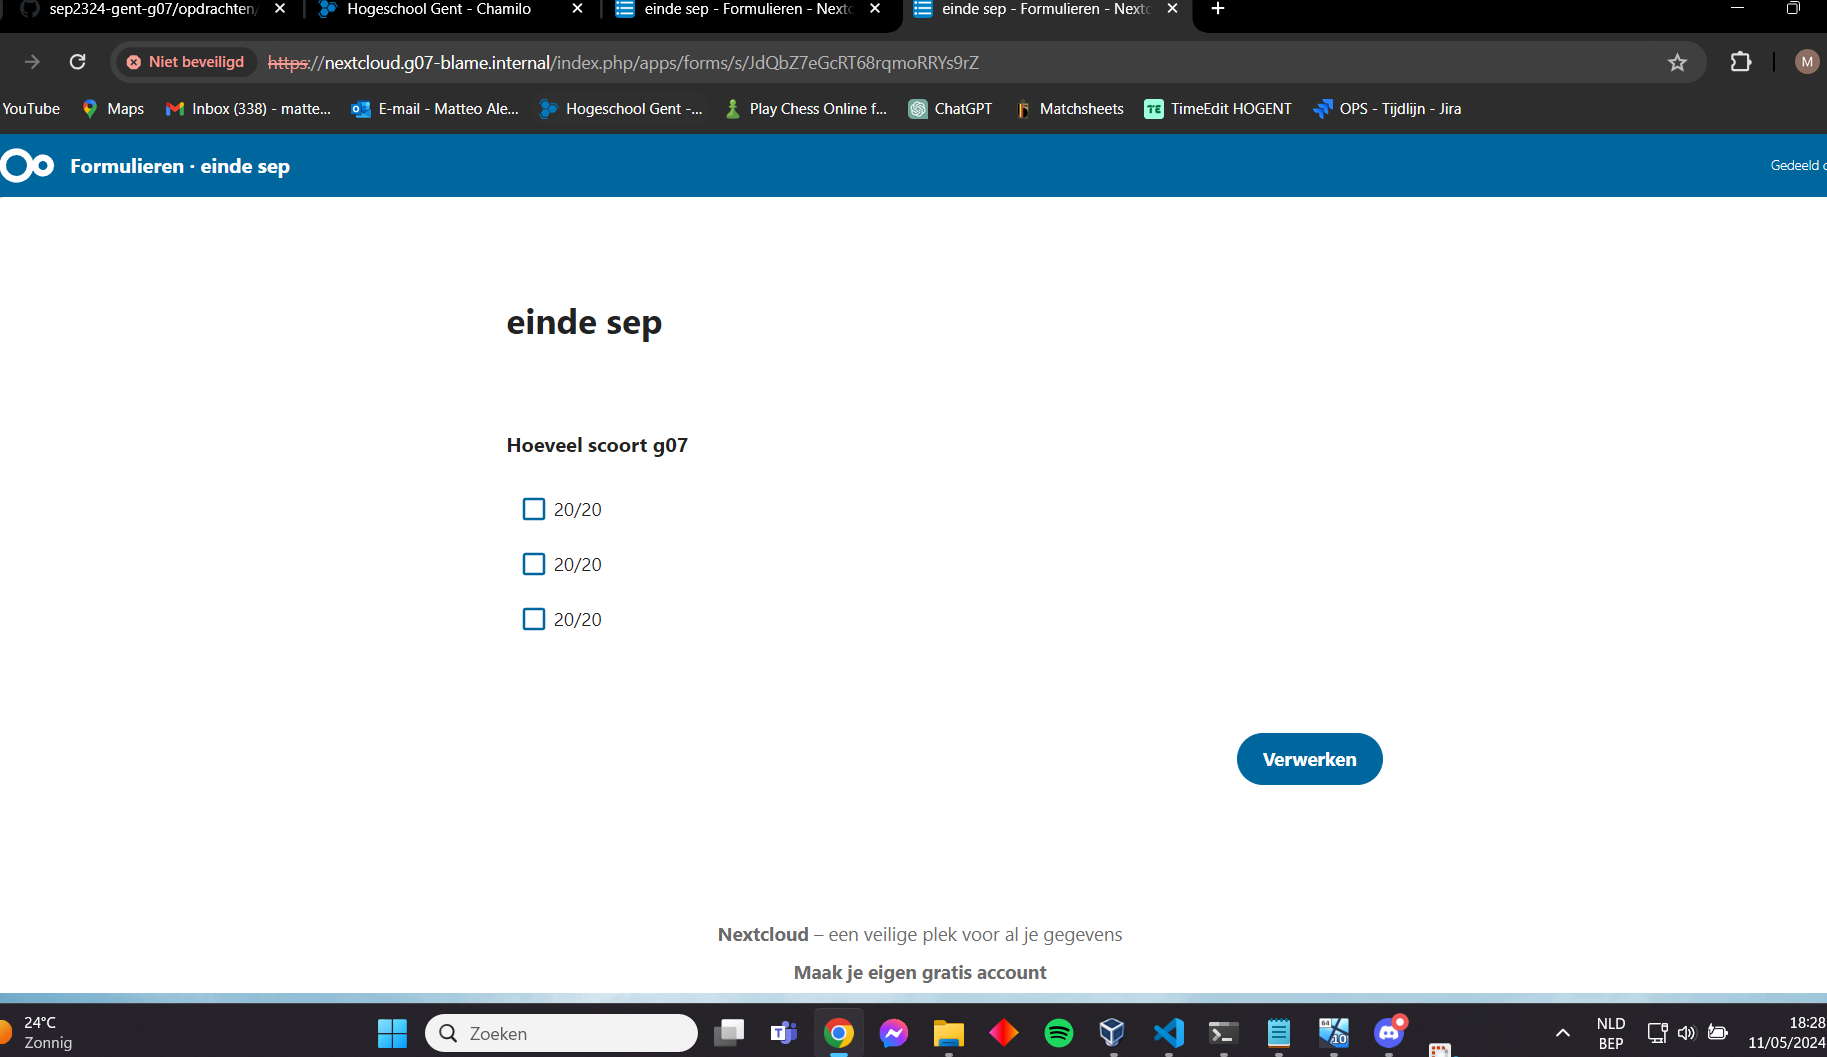 sep2324-gent-g07/opdrachten/
Hogeschool Gent - Chamilo
einde sep - Formulieren - Nextc
einde sep - Formulieren - Nextc
Niet beveiligd
https://nextcloud.g07-blame.internal/index.php/apps/forms/s/JdQbZ7eGcRT68rqmoRRYs9rZ
M
YouTube
Maps
Inbox (338) - matte...
E-mail - Matteo Ale...
Hogeschool Gent -...
Play Chess Online f...
ChatGPT
Matchsheets
TE
TimeEdit HOGENT
OPS - Tijdlijn - Jira
Formulieren · einde sep
Gedeeld
einde sep
Hoeveel scoort g07
20/20
20/20
20/20
Verwerken
Nextcloud – een veilige plek voor al je gegevens
Maak je eigen gratis account
24°C
Zonnig
Zoeken
64
10
NLD
BEP
18:28
11/05/2024